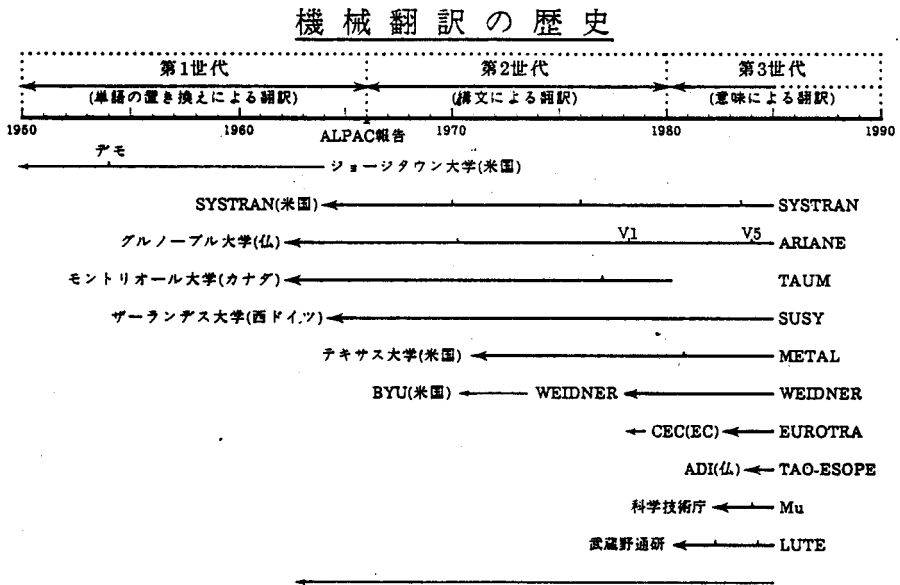 機械翻訳の歴史
第1世代 第2世代 第3世代
(単語の置き換えによる翻訳) (構文による翻訳) (意味による翻訳)
1950 1960 1970 1980 1990
ALPAC報告
デモ
ジョージタウン大学(米国)
SYSTRAN(米国) SYSTRAN
グルノーブル大学(仏) V1 V5 ARIANE
モントリオール大学(カナダ) TAUM
ザーランデス大学(西ドイツ) SUSY
テキサス大学(米国) METAL
BYU(米国) WEIDNER WEIDNER
CEC(EC) EUROTRA
ADI(仏) TAO-ESOPE
科学技術庁 Mu
武蔵野通研 LUTE